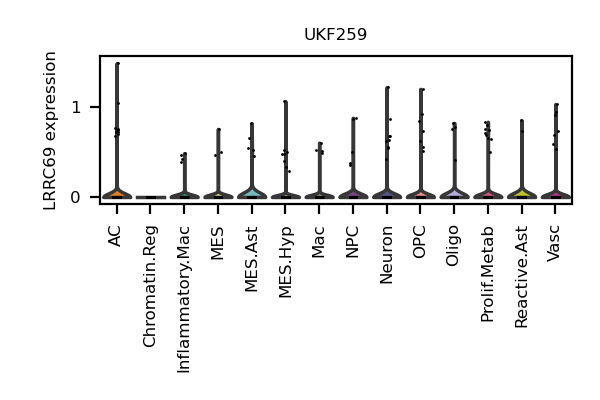 UKF259
LRRC69 expression
1
0
AC
Chromatin.Reg
Inflammatory.Mac
MES
MES.Ast
MES.Hyp
Mac
NPC
Neuron
OPC
Oligo
Prolif.Metab
Reactive.Ast
Vasc